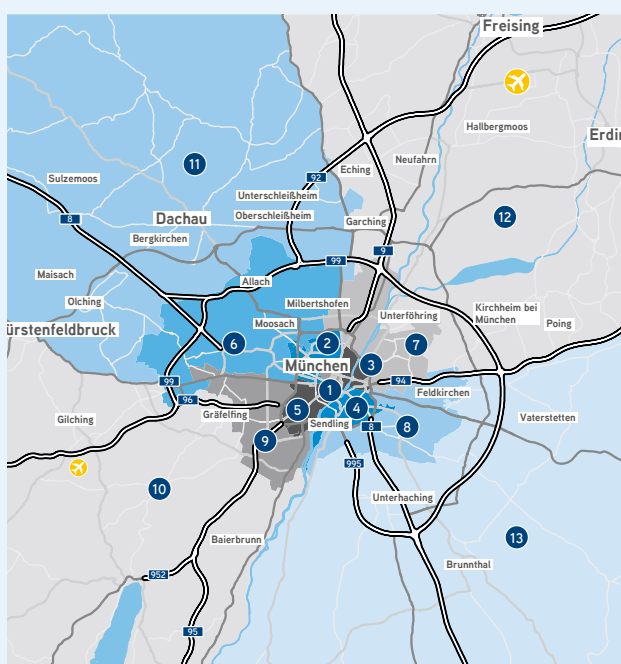 Freising
Hallbergmoos
Erdin
Neufahrn
Eching
11
92
Sulzemoos
Unterschleißheim
12
8
Dachau
Oberschleißheim
Garching
Bergkirchen
9
99
Maisach
Allach
Olching
Milbertshofen
Kirchheim bei
München
Unterföhring
Moosach
Poing
ürstenfeldbruck
6
2
7
München
3
99
94
1
Feldkirchen
96
Gräfelfing
5
4
Gilching
Sendling
8
8
Vaterstetten
9
995
10
Unterhaching
Baierbrunn
13
Brunnthal
952
95